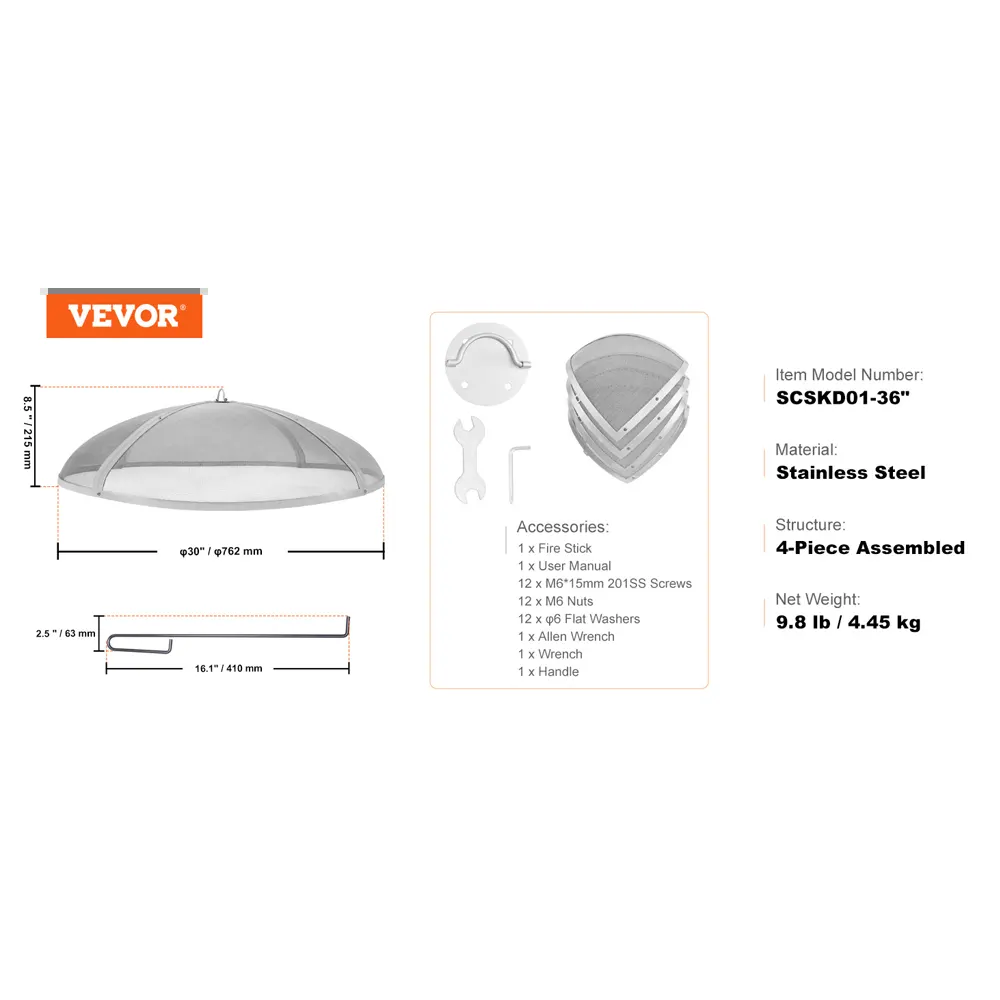 VEVOR®
8.5 " / 215 mm
φ30" / φ762 mm
2.5 " / 63 mm
16.1" / 410 mm
Accessories:
1 x Fire Stick
1 x User Manual
12 x M6*15mm 201SS Screws
12 x M6 Nuts
12 x φ6 Flat Washers
1 x Allen Wrench
1 x Wrench
1 x Handle
Item Model Number:
SCSKD01-36"
Material:
Stainless Steel
Structure:
4-Piece Assembled
Net Weight:
9.8 lb / 4.45 kg